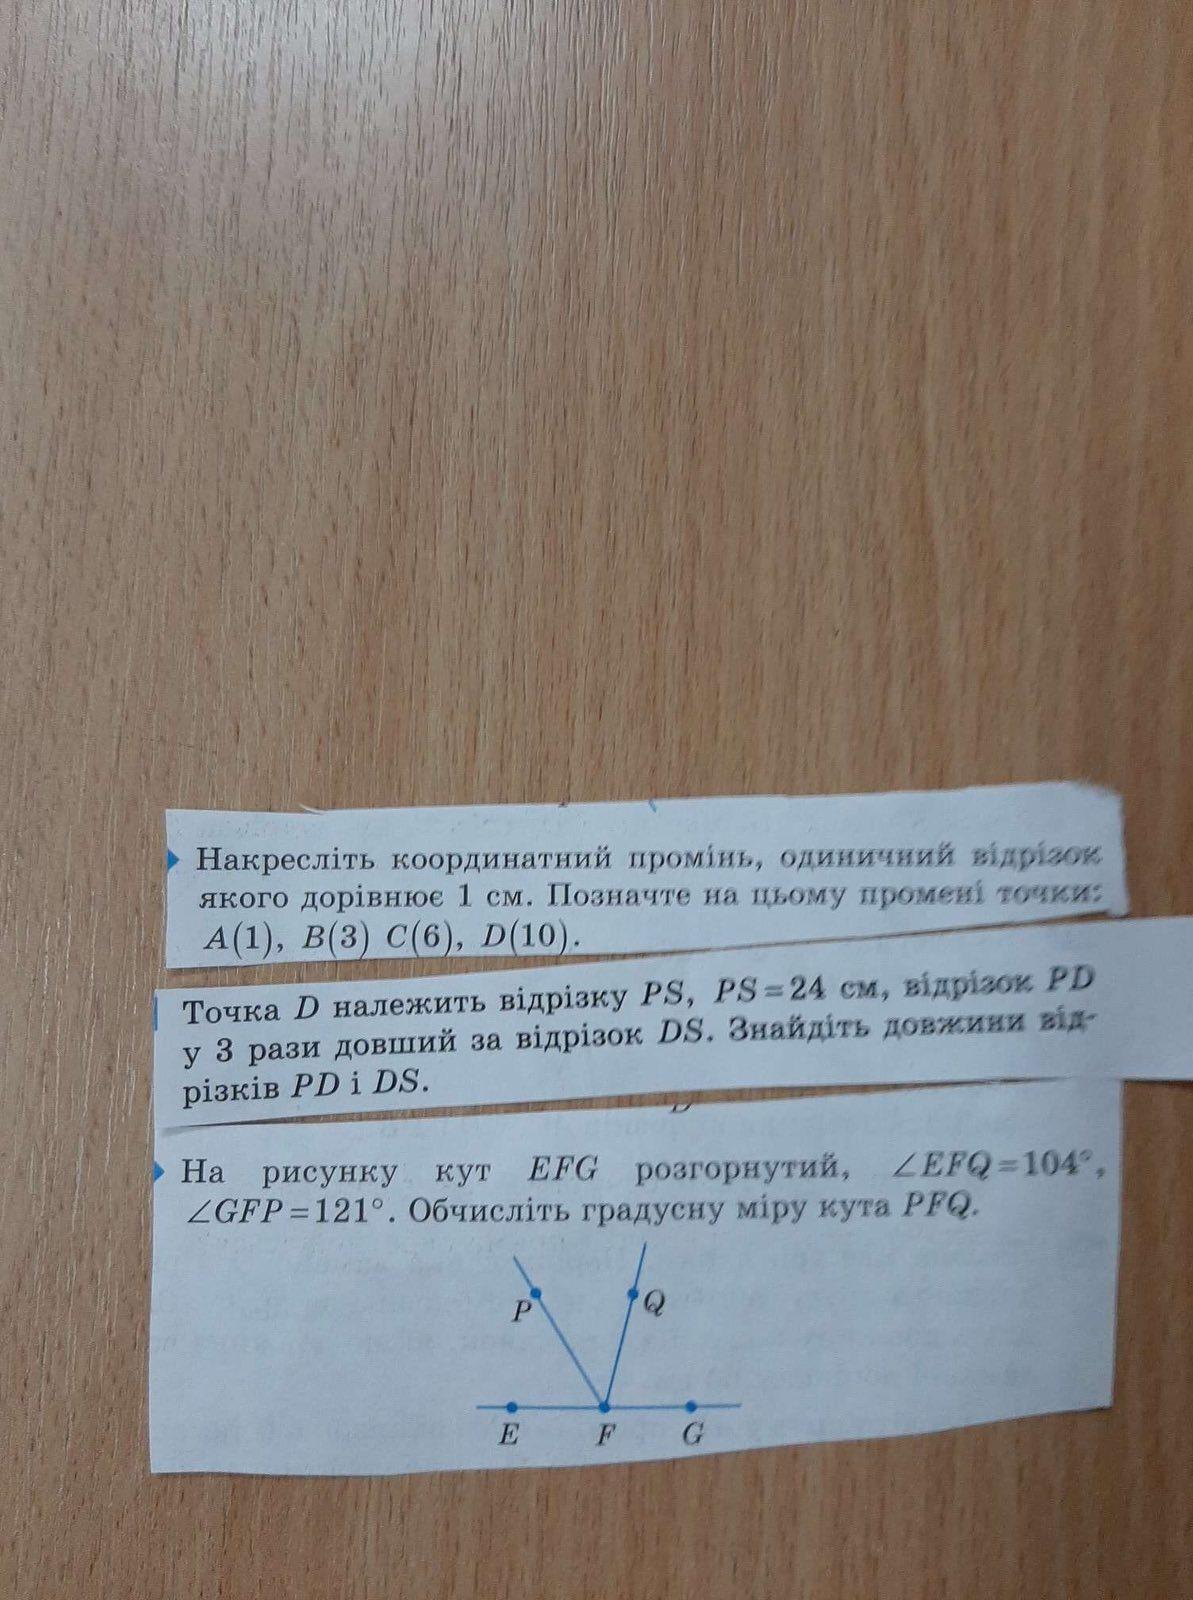 Накресліть координатний промінь, одиничний відрізок
якого дорівнює 1 см. Позначте на цьому промені точки:
A(1), B(3) C(6), D(10).
Точка D належить відрізку PS, PS=24 см, відрізок PD
у 3 рази довший за відрізок DS. Знайдіть довжини від-
різків PD і DS.
На рисунку кут EFG розгорнутий, ∠EFQ=104°,
∠GFP=121°. Обчисліть градусну міру кута PFQ.
P Q
E F G